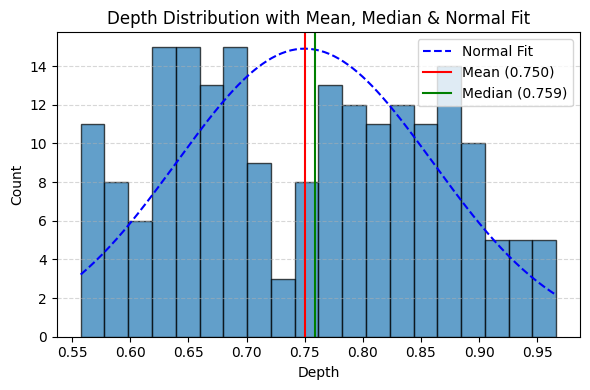 Depth Distribution with Mean, Median & Normal Fit
Normal Fit
Mean (0.750)
Median (0.759)
Count
14
12
10
8
6
4
2
0
0.55 0.60 0.65 0.70 0.75 0.80 0.85 0.90 0.95
Depth